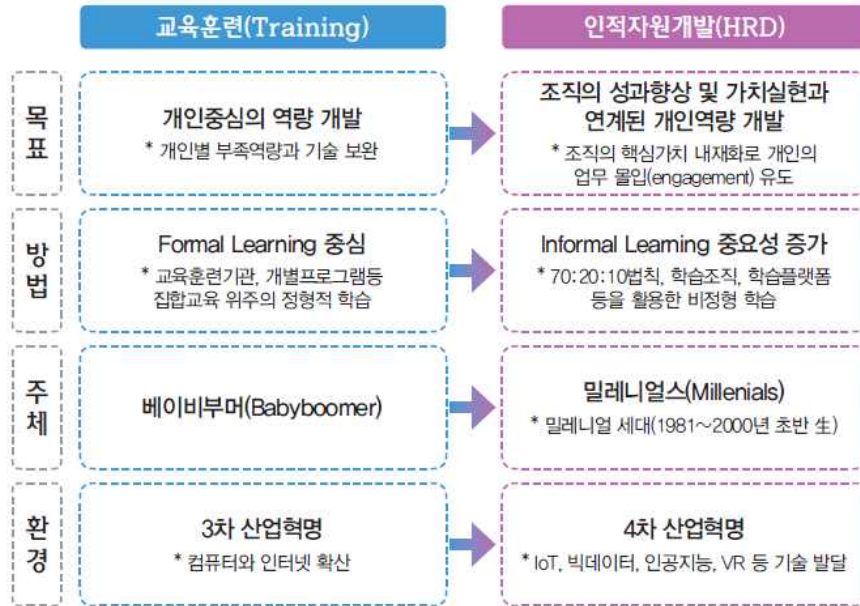 교육훈련(Training)
인적자원개발(HRD)
목표
개인중심의 역량 개발
* 개인별 부족역량과 기술 보완
조직의 성과향상 및 가치실현과
연계된 개인역량 개발
* 조직의 핵심가치 내재화로 개인의
업무 몰입(engagement) 유도
방법
Formal Learning 중심
* 교육훈련기관, 개별프로그램등
집합교육 위주의 정형적 학습
Informal Learning 중요성 증가
* 70:20:10법칙, 학습조직, 학습플랫폼
등을 활용한 비정형 학습
주체
베이비부머(Babyboomer)
밀레니얼스(Millenials)
* 밀레니얼 세대(1981~2000년 초반 生)
환경
3차 산업혁명
* 컴퓨터와 인터넷 확산
4차 산업혁명
* IoT, 빅데이터, 인공지능, VR 등 기술 발달